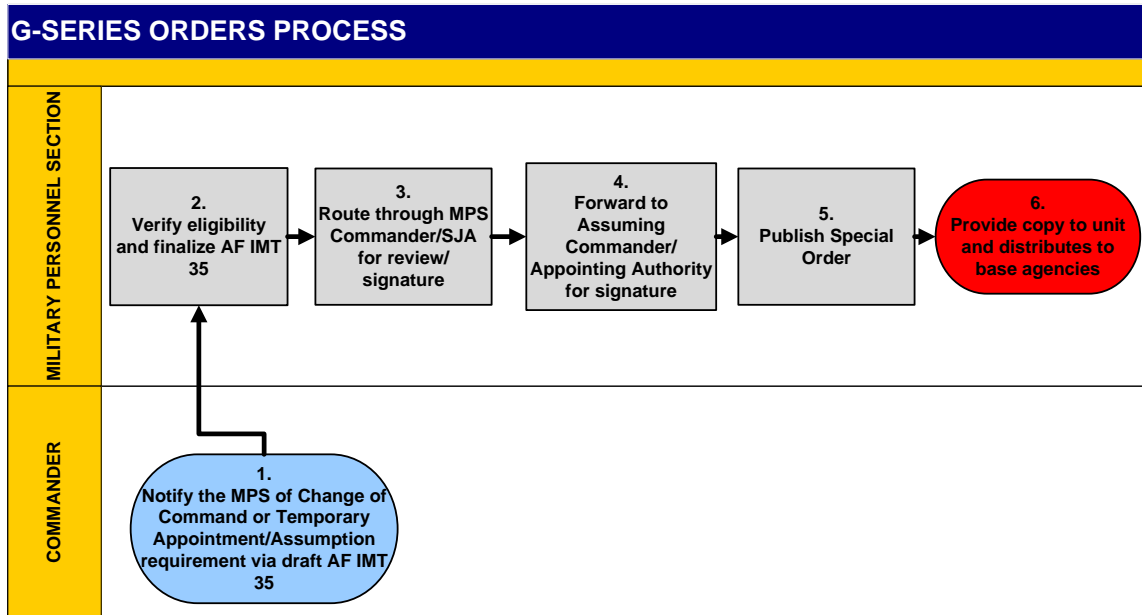 G-SERIES ORDERS PROCESS
MILITARY PERSONNEL SECTION
2.
Verify eligibility
and finalize AF IMT
35
3.
Route through MPS
Commander/SJA
for review/
signature
4.
Forward to
Assuming
Commander/
Appointing Authority
for signature
5.
Publish Special
Order
6.
Provide copy to unit
and distributes to
base agencies
COMMANDER
1.
Notify the MPS of Change of
Command or Temporary
Appointment/Assumption
requirement via draft AF IMT
35